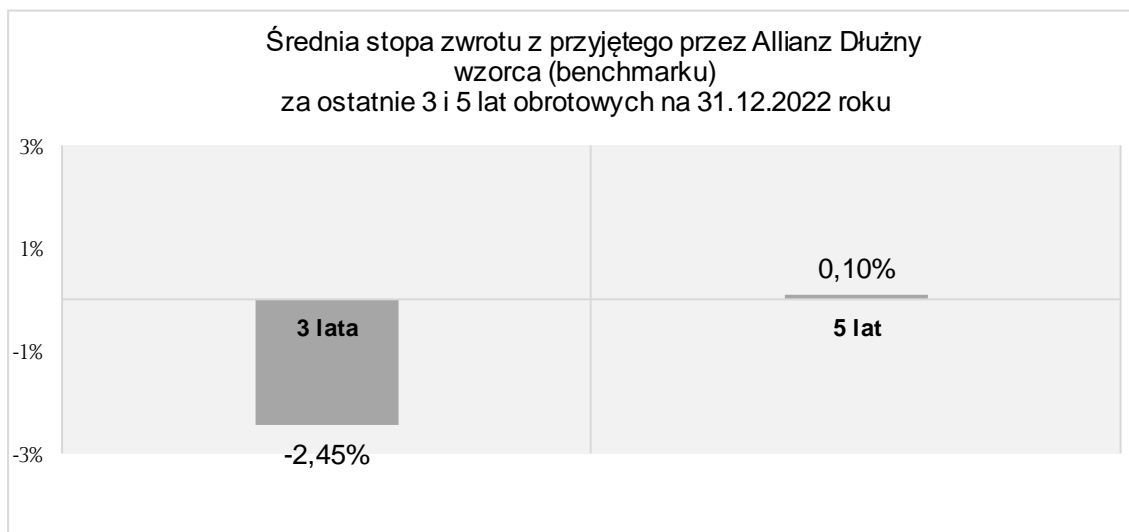 Średnia stopa zwrotu z przyjętego przez Allianz Dłużny
wzorca (benchmarku)
za ostatnie 3 i 5 lat obrotowych na 31.12.2022 roku
3%
1%
0,10%
3 lata
5 lat
-1%
-2,45%
-3%